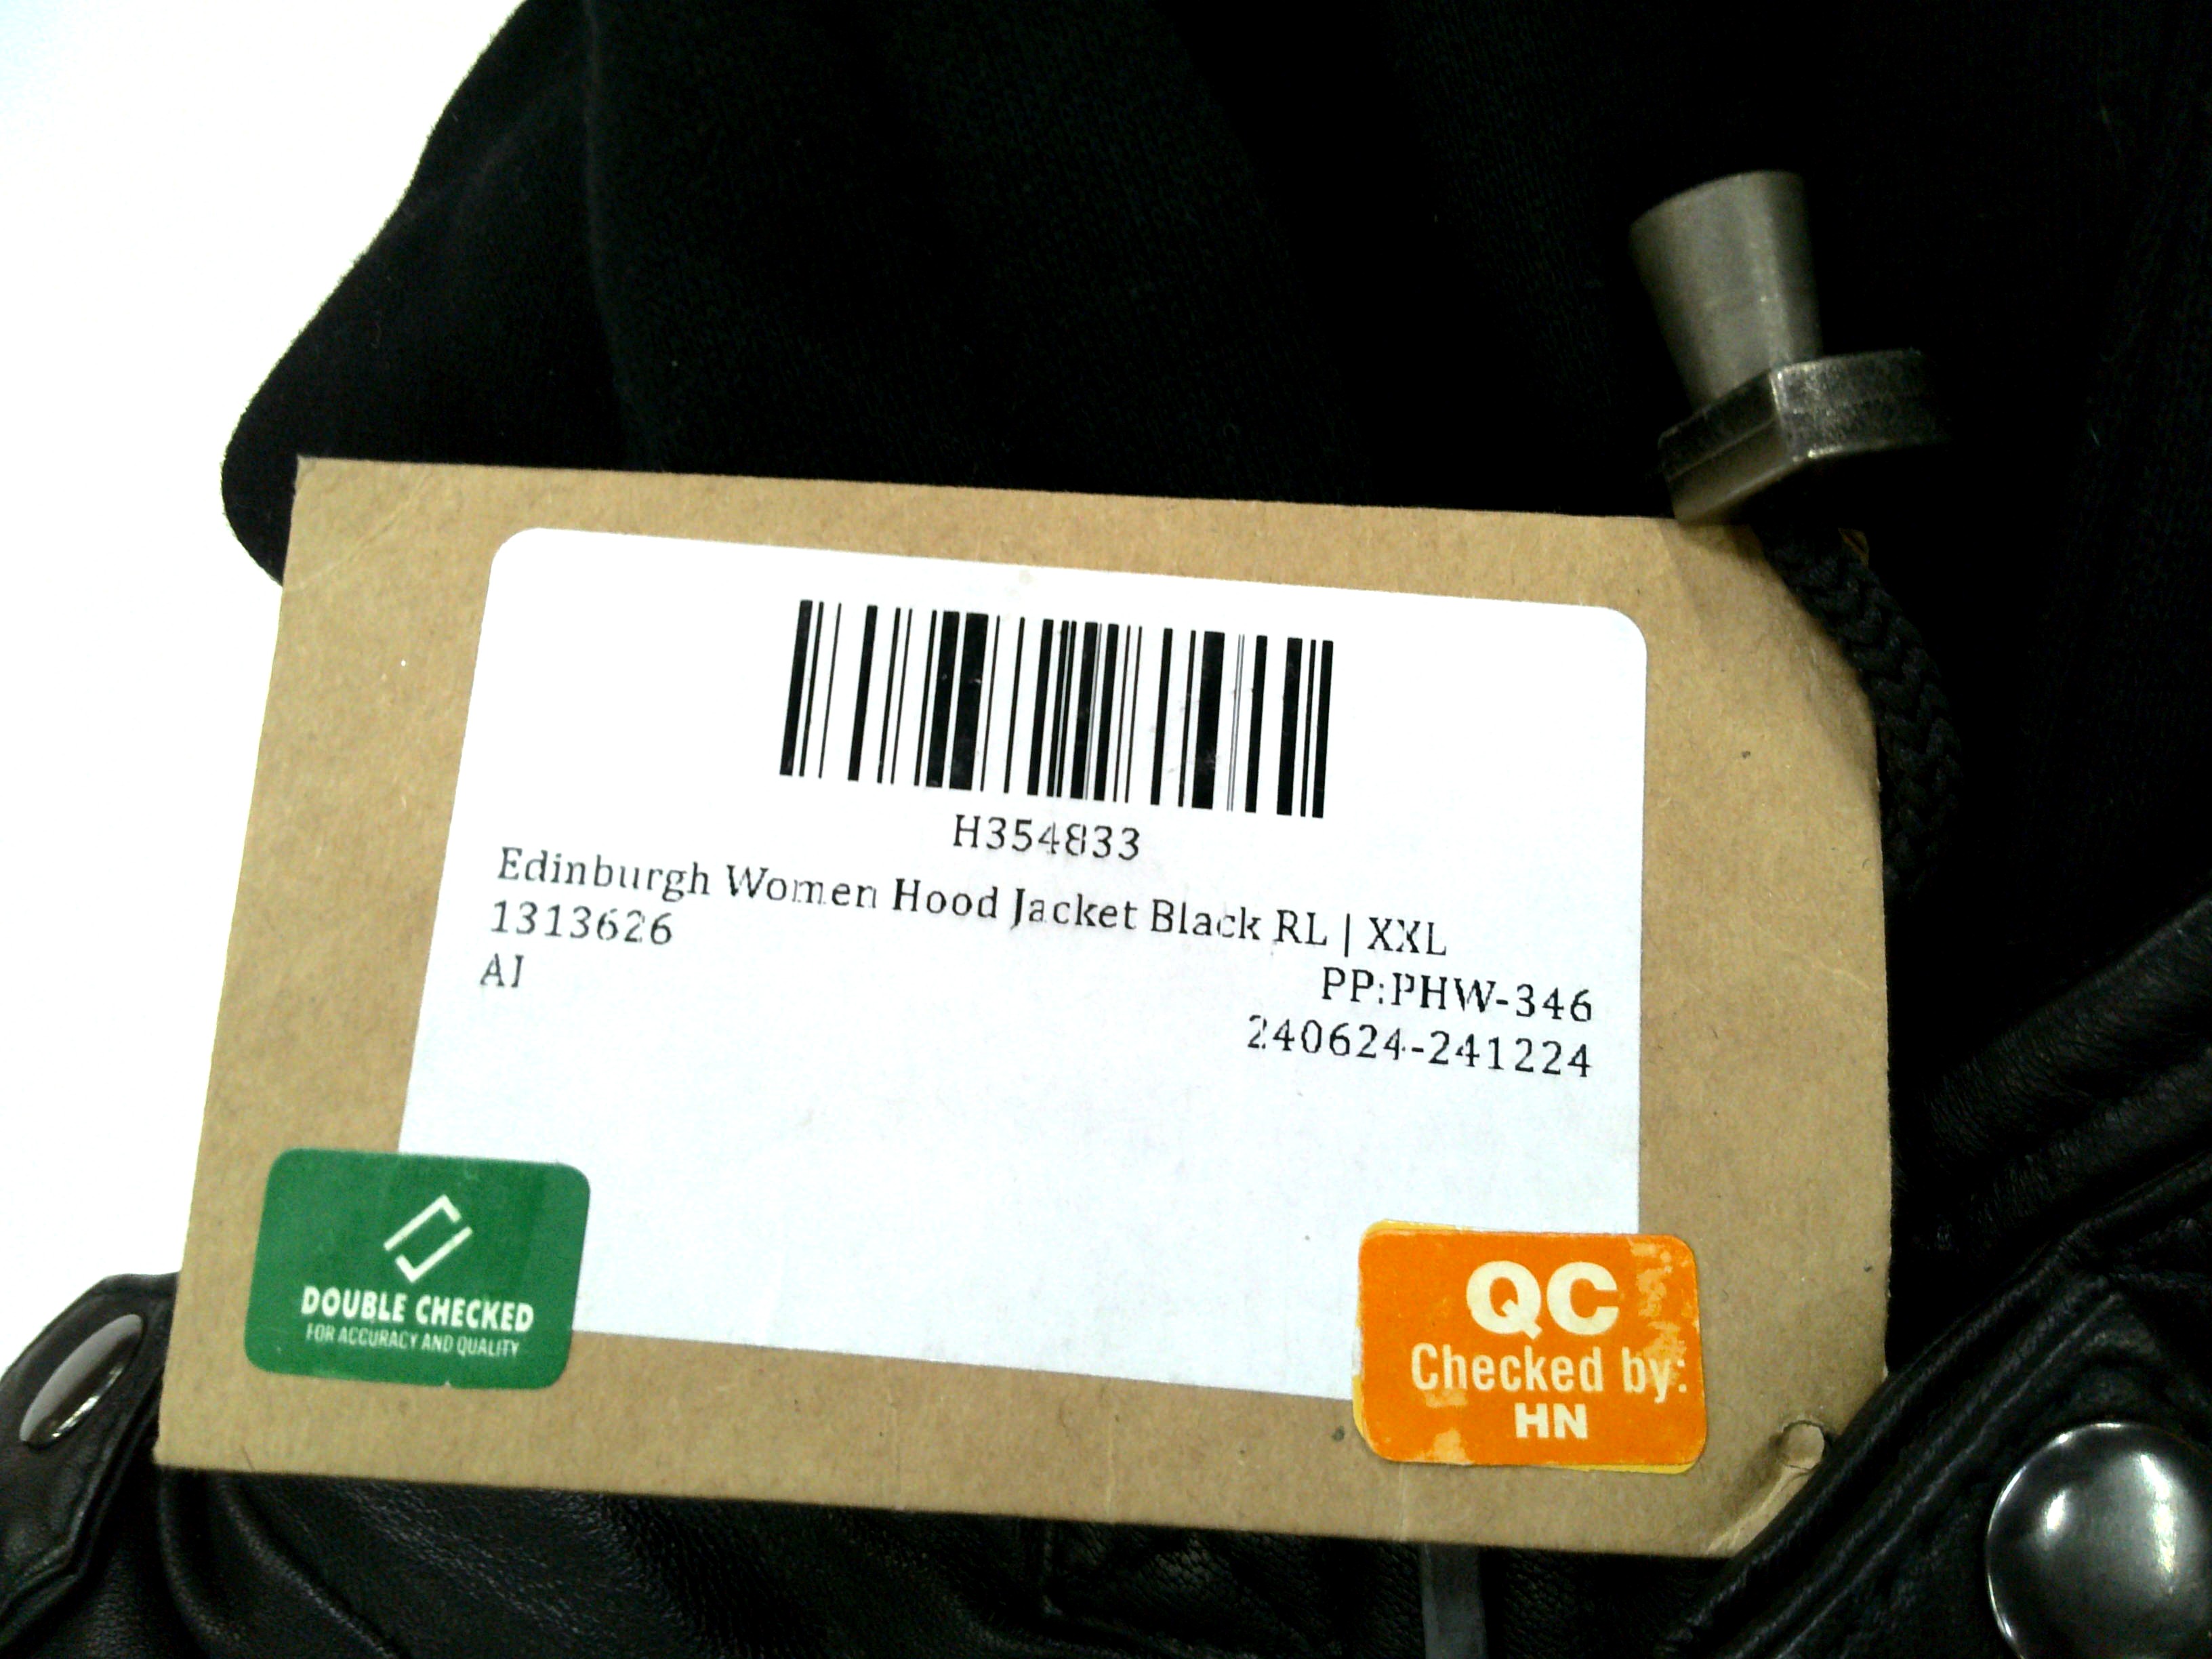 H354833
Edinburgh Women Hood Jacket Black RL | XXL
1313626
PP:PHW-346
AI
240624-241224
DOUBLE CHECKED
FOR ACCURACY AND QUALITY
QC
Checked by:
HN